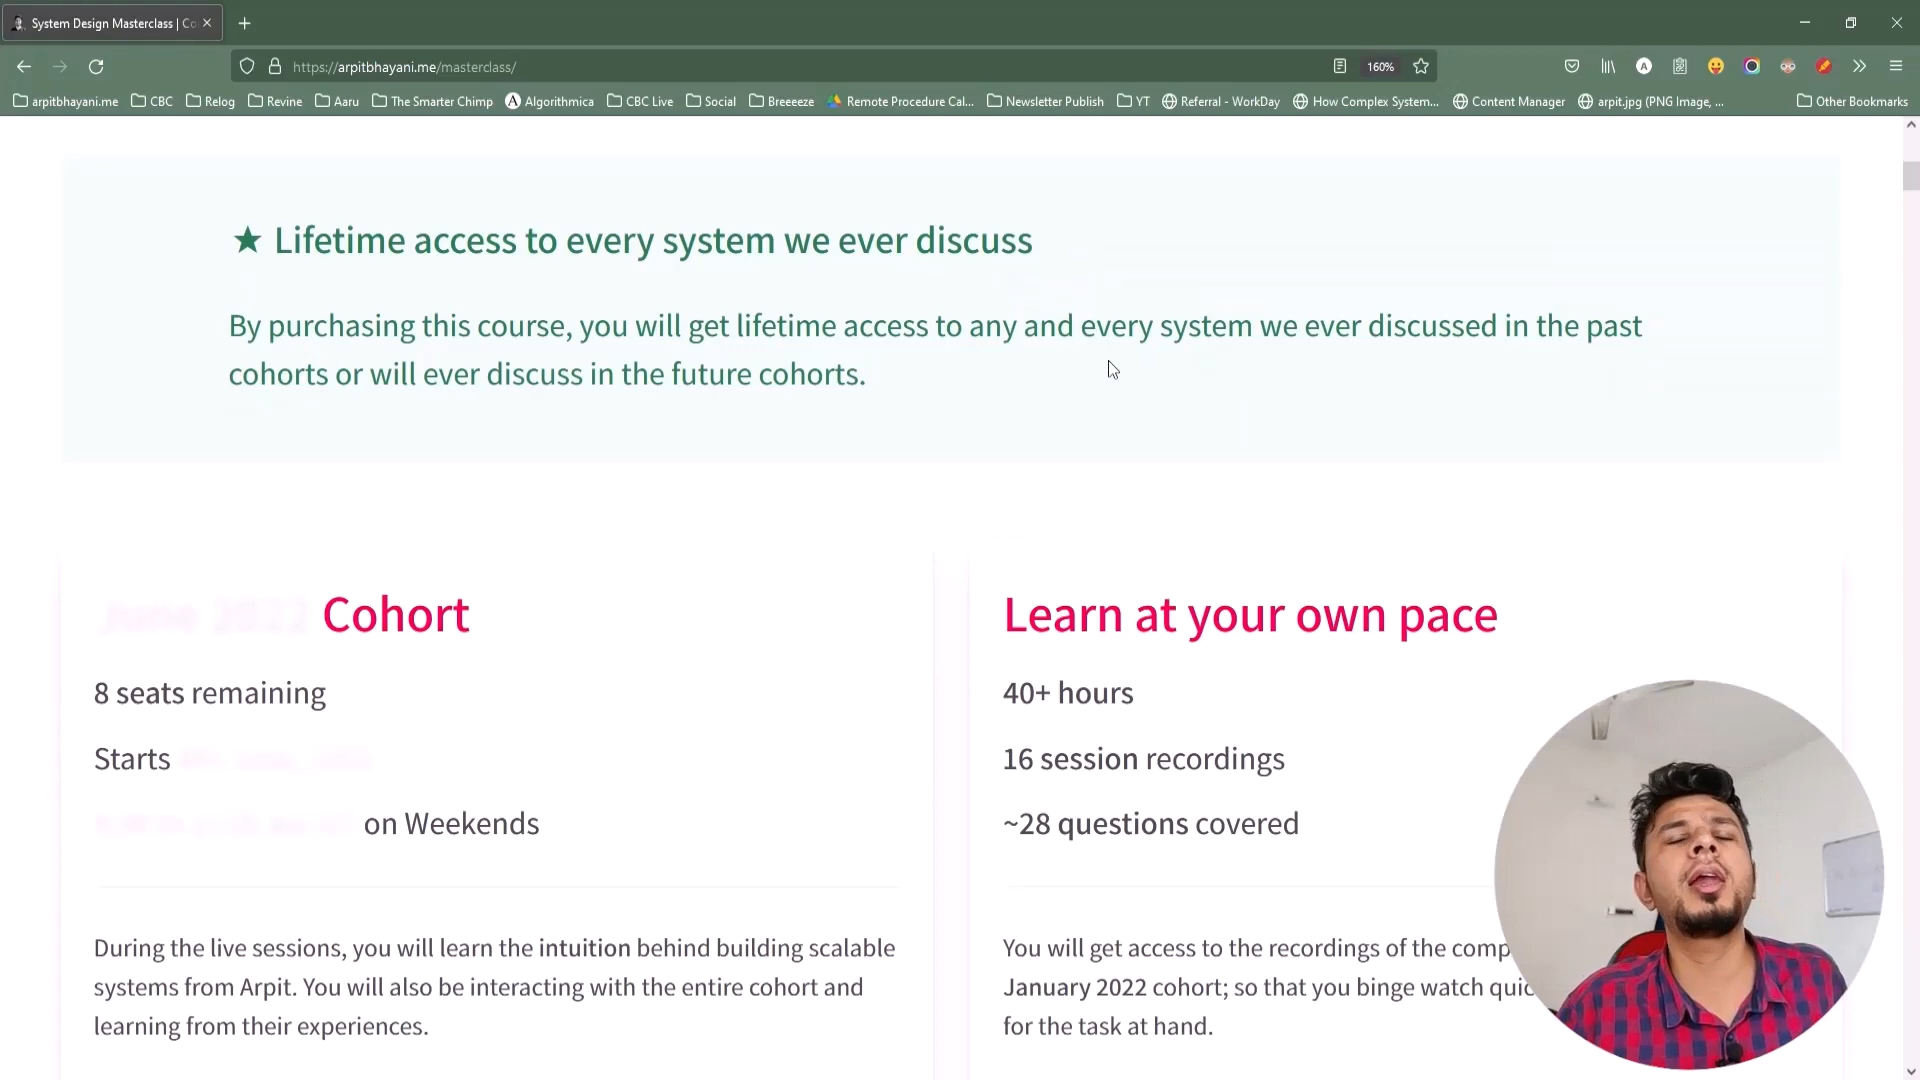 System Design Masterclass | Co
https://arpitbhayani.me/masterclass/
160%
arpitbhayani.me
CBC
Relog
Revine
Aaru
The Smarter Chimp
Algorithmica
CBC Live
Social
Breeeeze
Remote Procedure Cal...
Newsletter Publish
YT
Referral - WorkDay
How Complex System...
Content Manager
arpit.jpg (PNG Image, ...
Other Bookmarks
★ Lifetime access to every system we ever discuss
By purchasing this course, you will get lifetime access to any and every system we ever discussed in the past
cohorts or will ever discuss in the future cohorts.
June 2022 Cohort
8 seats remaining
Starts
on Weekends
During the live sessions, you will learn the intuition behind building scalable
systems from Arpit. You will also be interacting with the entire cohort and
learning from their experiences.
Learn at your own pace
40+ hours
16 session recordings
~28 questions covered
You will get access to the recordings of the comp
January 2022 cohort; so that you binge watch quic
for the task at hand.